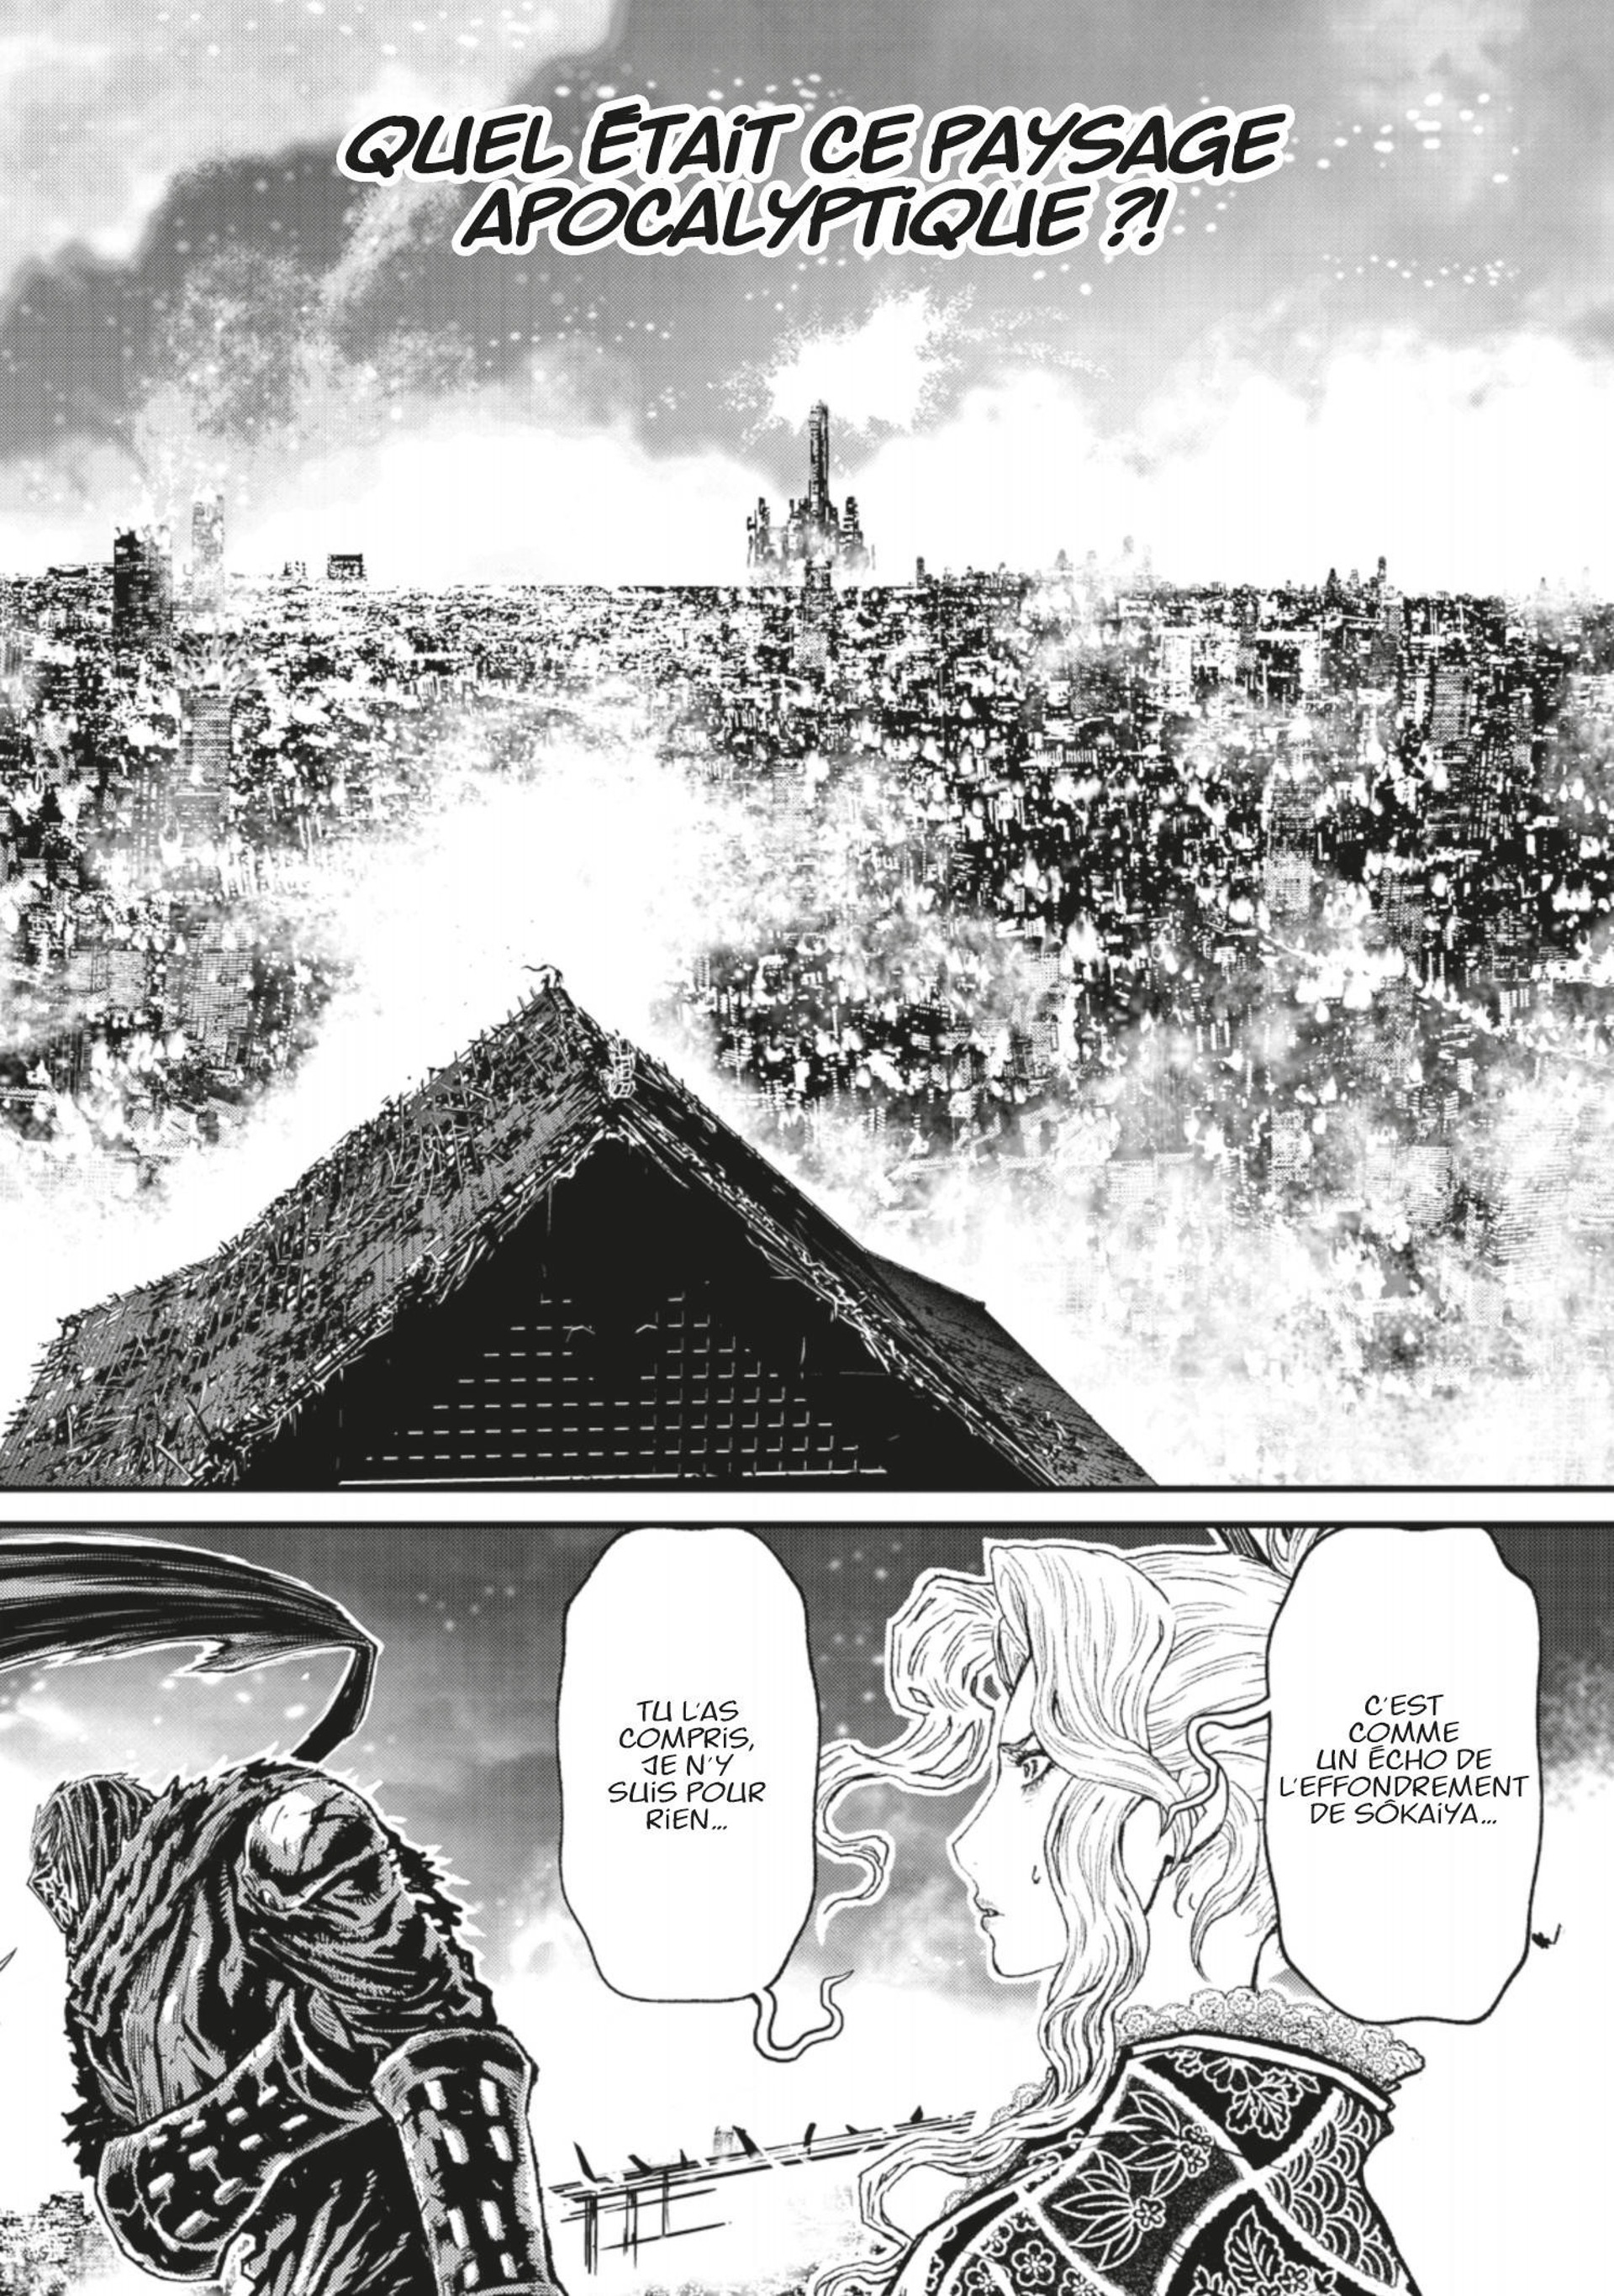 QUEL ÉTAIT CE PAYSAGE
APOCALYPTIQUE ?!
C'EST
COMME
UN ÉCHO DE
L'EFFONDREMENT
DE SÔKAIYA...
TU L'AS
COMPRIS,
JE N'Y
SUIS POUR
RIEN...